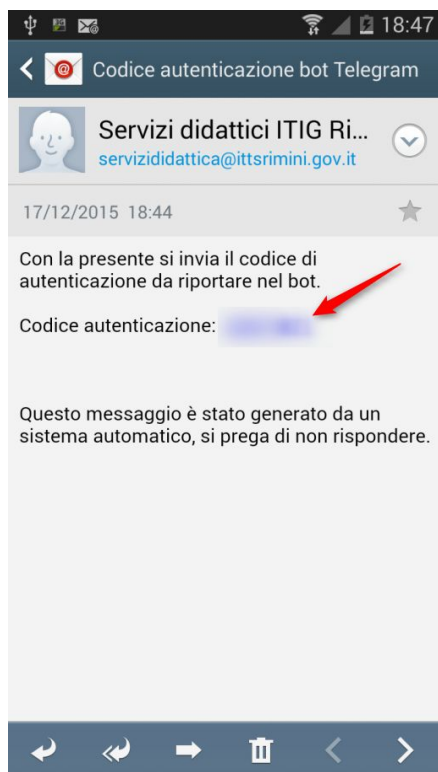 18:47
Codice autenticazione bot Telegram
Servizi didattici ITIG Ri...
servizididattica@ittsrimini.gov.it
17/12/2015 18:44
Con la presente si invia il codice di
autenticazione da riportare nel bot.
Codice autenticazione:
Questo messaggio è stato generato da un
sistema automatico, si prega di non rispondere.